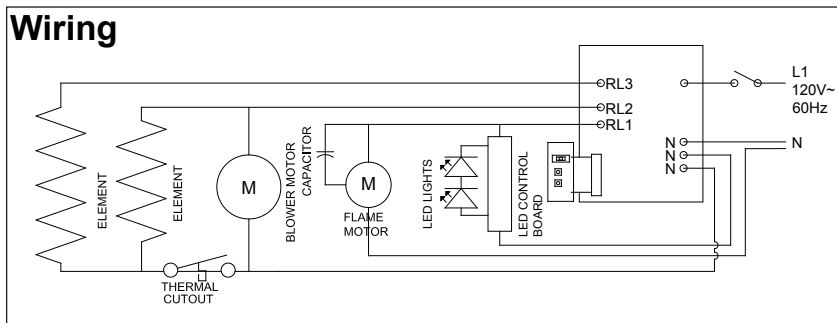 Wiring
RL3
RL2
RL1
L1
120V~
60Hz
N
N
N
N
ELEMENT
ELEMENT
M
BLOWER MOTOR
CAPACITOR
M
FLAME
MOTOR
LED LIGHTS
LED CONTROL
BOARD
THERMAL
CUTOUT